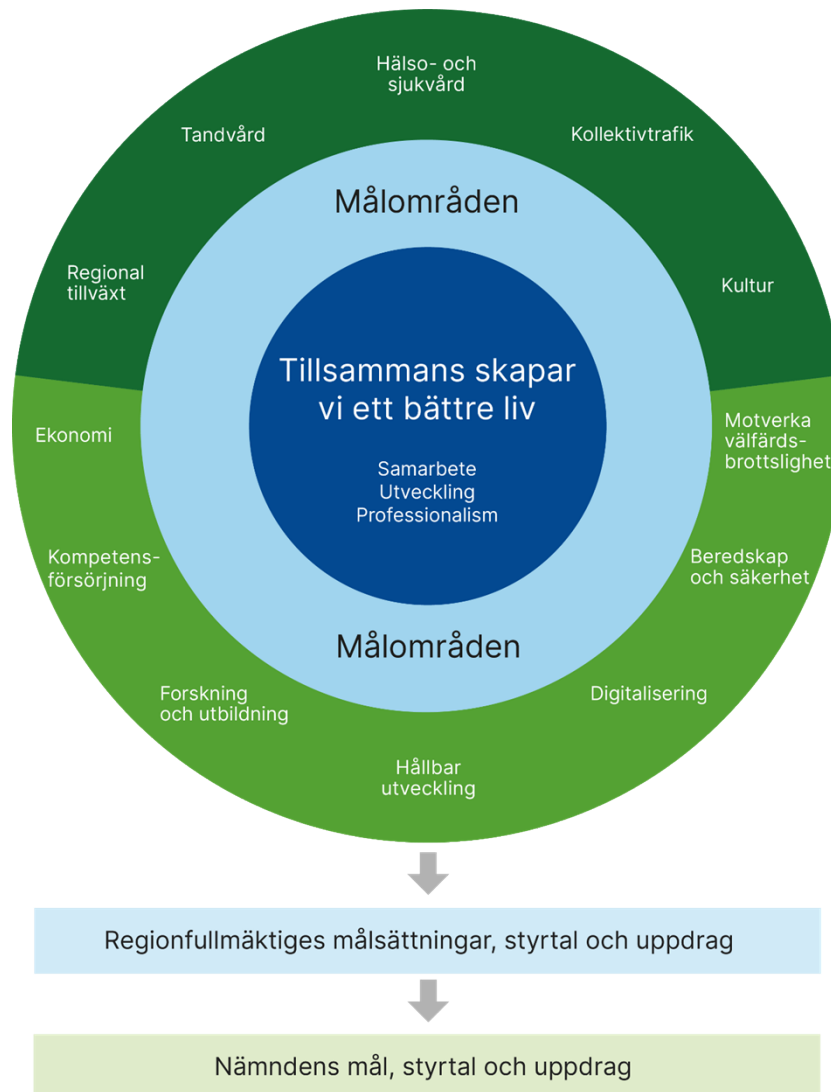 Hälso- och
sjukvård
Tandvård
Kollektivtrafik
Målområden
Regional
tillväxt
Kultur
Tillsammans skapar
vi ett bättre liv
Samarbete
Utveckling
Professionalism
Ekonomi
Motverka
välfärds-
brottslighet
Kompetens-
försörjning
Beredskap
och säkerhet
Målområden
Forskning
och utbildning
Digitalisering
Hållbar
utveckling
Regionfullmäktiges målsättningar, styrtal och uppdrag
Nämndens mål, styrtal och uppdrag